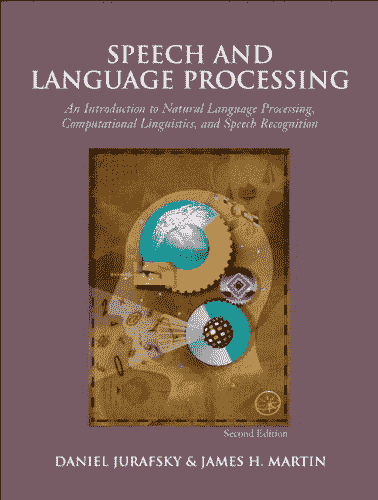 SPEECH AND
LANGUAGE PROCESSING
An Introduction to Natural Language Processing,
Computational Linguistics, and Speech Recognition
Second Edition
DANIEL JURAFSKY & JAMES H. MARTIN